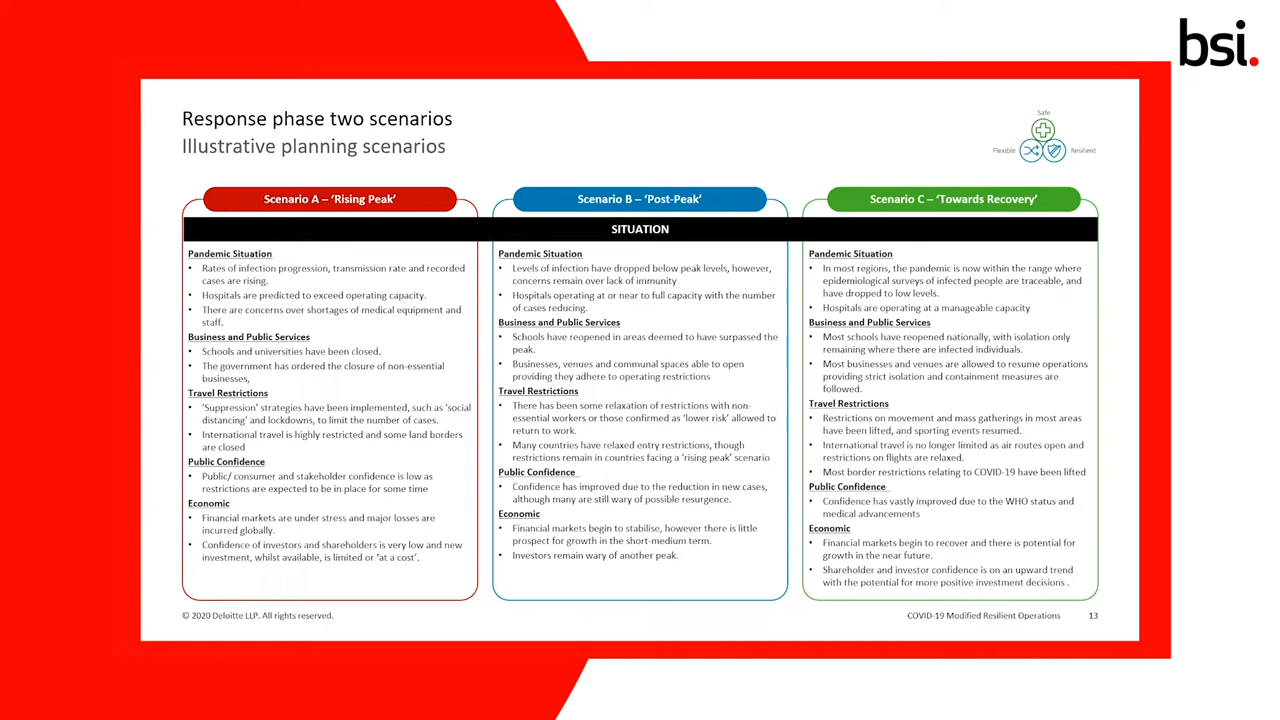 bsi.
Response phase two scenarios
Illustrative planning scenarios
Safe
Flexible
Resilient
Scenario A – ‘Rising Peak’
Scenario B – ‘Post-Peak’
Scenario C – ‘Towards Recovery’
SITUATION
Pandemic Situation
• Rates of infection progression, transmission rate and recorded
cases are rising.
• Hospitals are predicted to exceed operating capacity.
• There are concerns over shortages of medical equipment and
staff.
Business and Public Services
• Schools and universities have been closed.
• The government has ordered the closure of non-essential
businesses,
Travel Restrictions
• 'Suppression' strategies have been implemented, such as 'social
distancing' and lockdowns, to limit the number of cases.
• International travel is highly restricted and some land borders
are closed
Public Confidence
• Public/ consumer and stakeholder confidence is low as
restrictions are expected to be in place for some time
Economic
• Financial markets are under stress and major losses are
incurred globally.
• Confidence of investors and shareholders is very low and new
investment, whilst available, is limited or ‘at a cost’.
Pandemic Situation
• Levels of infection have dropped below peak levels, however,
concerns remain over lack of immunity
• Hospitals operating at or near to full capacity with the number
of cases reducing.
Business and Public Services
• Schools have reopened in areas deemed to have surpassed the
peak.
• Businesses, venues and communal spaces able to open
providing they adhere to operating restrictions
Travel Restrictions
• There has been some relaxation of restrictions with non-
essential workers or those confirmed as ‘lower risk’ allowed to
return to work.
• Many countries have relaxed entry restrictions, though
restrictions remain in countries facing a ‘rising peak’ scenario
Public Confidence
• Confidence has improved due to the reduction in new cases,
although many are still wary of possible resurgence.
Economic
• Financial markets begin to stabilise, however there is little
prospect for growth in the short-medium term.
• Investors remain wary of another peak.
Pandemic Situation
• In most regions, the pandemic is now within the range where
epidemiological surveys of infected people are traceable, and
have dropped to low levels.
• Hospitals are operating at a manageable capacity
Business and Public Services
• Most schools have reopened nationally, with isolation only
remaining where there are infected individuals.
• Most businesses and venues are allowed to resume operations
providing strict isolation and containment measures are
followed.
Travel Restrictions
• Restrictions on movement and mass gatherings in most areas
have been lifted, and sporting events resumed.
• International travel is no longer limited as air routes open and
restrictions on flights are relaxed.
• Most border restrictions relating to COVID-19 have been lifted
Public Confidence
• Confidence has vastly improved due to the WHO status and
medical advancements
Economic
• Financial markets begin to recover and there is potential for
growth in the near future.
• Shareholder and investor confidence is on an upward trend
with the potential for more positive investment decisions .
© 2020 Deloitte LLP. All rights reserved.
COVID-19 Modified Resilient Operations 13